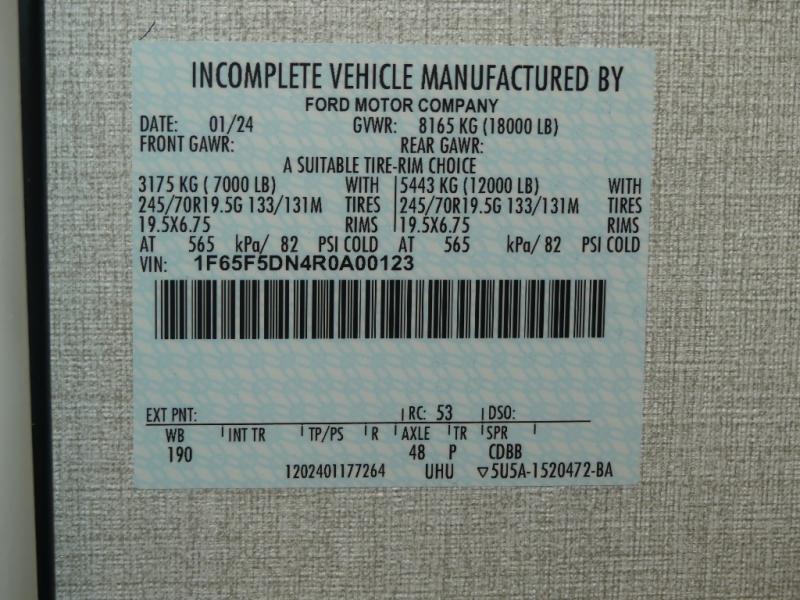 INCOMPLETE VEHICLE MANUFACTURED BY
FORD MOTOR COMPANY
DATE: 01/24 GVWR: 8165 KG (18000 LB)
FRONT GAWR: REAR GAWR:
A SUITABLE TIRE-RIM CHOICE
3175 KG ( 7000 LB) WITH 5443 KG (12000 LB) WITH
245/70R19.5G 133/131M TIRES 245/70R19.5G 133/131M TIRES
19.5X6.75 RIMS 19.5X6.75 RIMS
AT 565 kPa/ 82 PSI COLD AT 565 kPa/ 82 PSI COLD
VIN: 1F65F5DN4R0A00123
EXT PNT: RC: 53 DSO:
WB INT TR TP/PS R AXLE TR SPR
190 48 P CDBB
1202401177264 UHU ▽5U5A-1520472-BA